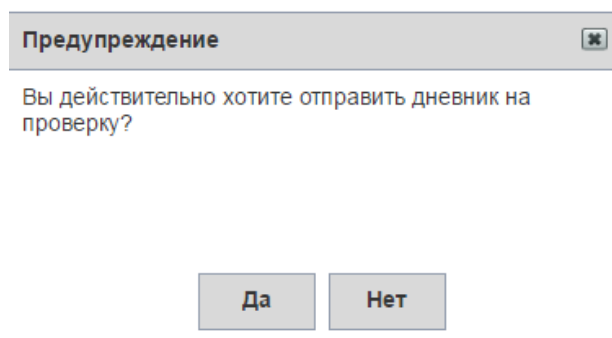 Предупреждение
Вы действительно хотите отправить дневник на
проверку?
Да
Нет